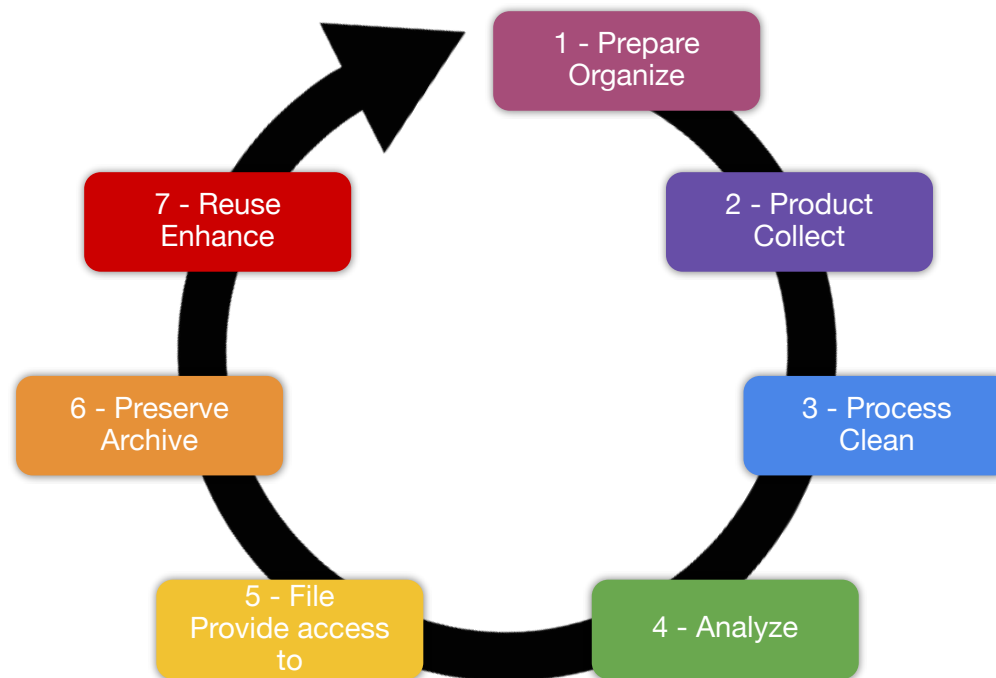 1 - Prepare
Organize
2 - Product
Collect
3 - Process
Clean
4 - Analyze
5 - File
Provide access
to
6 - Preserve
Archive
7 - Reuse
Enhance